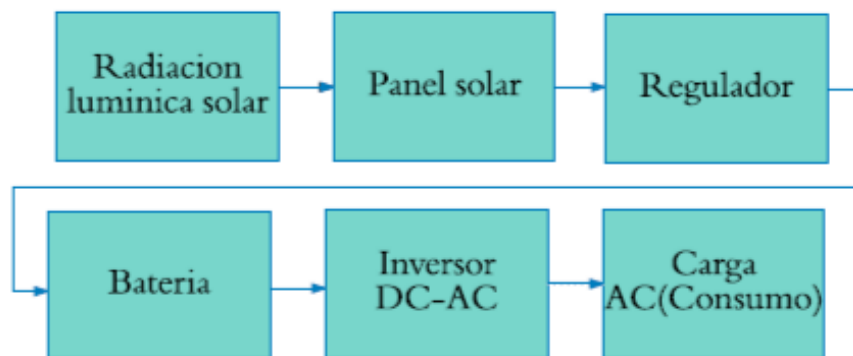 Radiacion
luminica solar
Panel solar
Regulador
Bateria
Inversor
DC-AC
Carga
AC(Consumo)